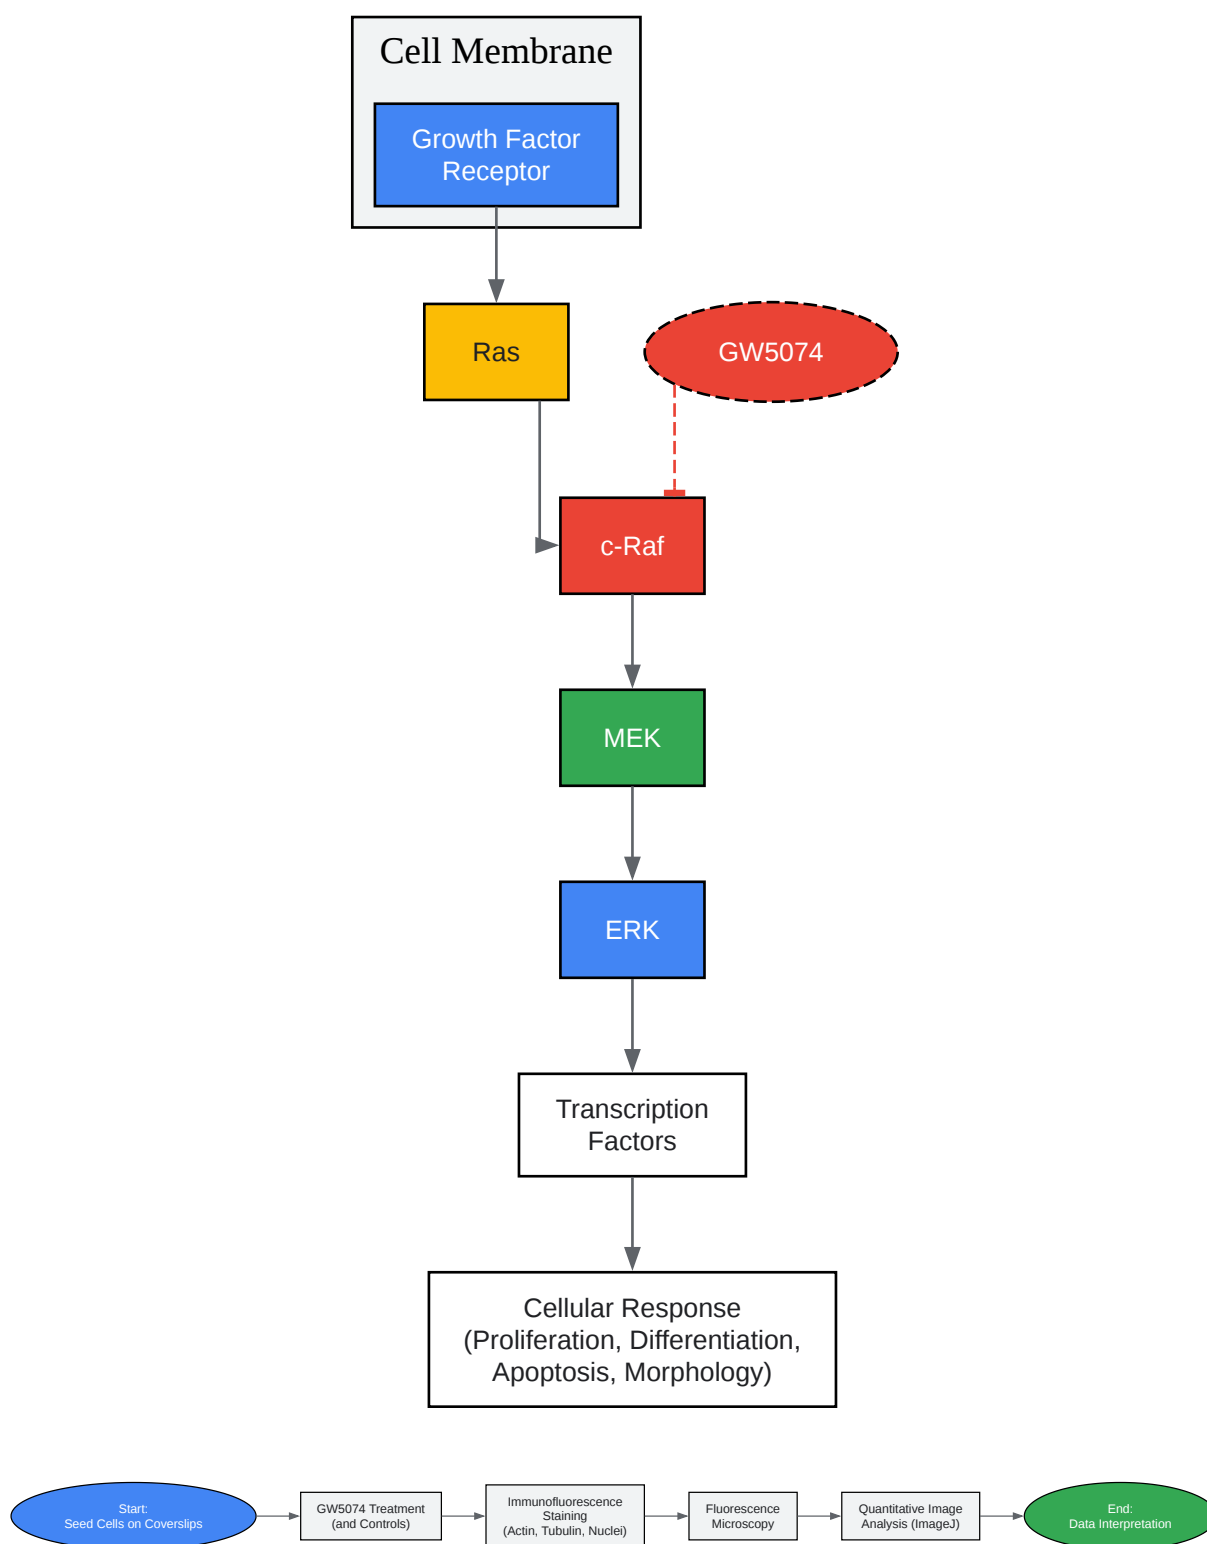 Cell Membrane
Growth Factor
Receptor
Ras
GW5074
c-Raf
MEK
ERK
Transcription
Factors
Cellular Response
(Proliferation, Differentiation,
Apoptosis, Morphology)
Start:
Seed Cells on Coverslips
GW5074 Treatment
(and Controls)
Immunofluorescence
Staining
(Actin, Tubulin, Nuclei)
Fluorescence
Microscopy
Quantitative Image
Analysis (ImageJ)
End:
Data Interpretation